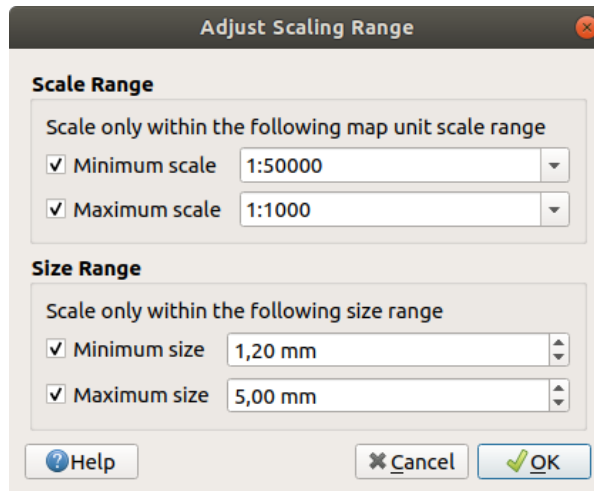 Adjust Scaling Range
Scale Range
Scale only within the following map unit scale range
Minimum scale 1:50000
Maximum scale 1:1000
Size Range
Scale only within the following size range
Minimum size 1,20 mm
Maximum size 5,00 mm
Help Cancel OK